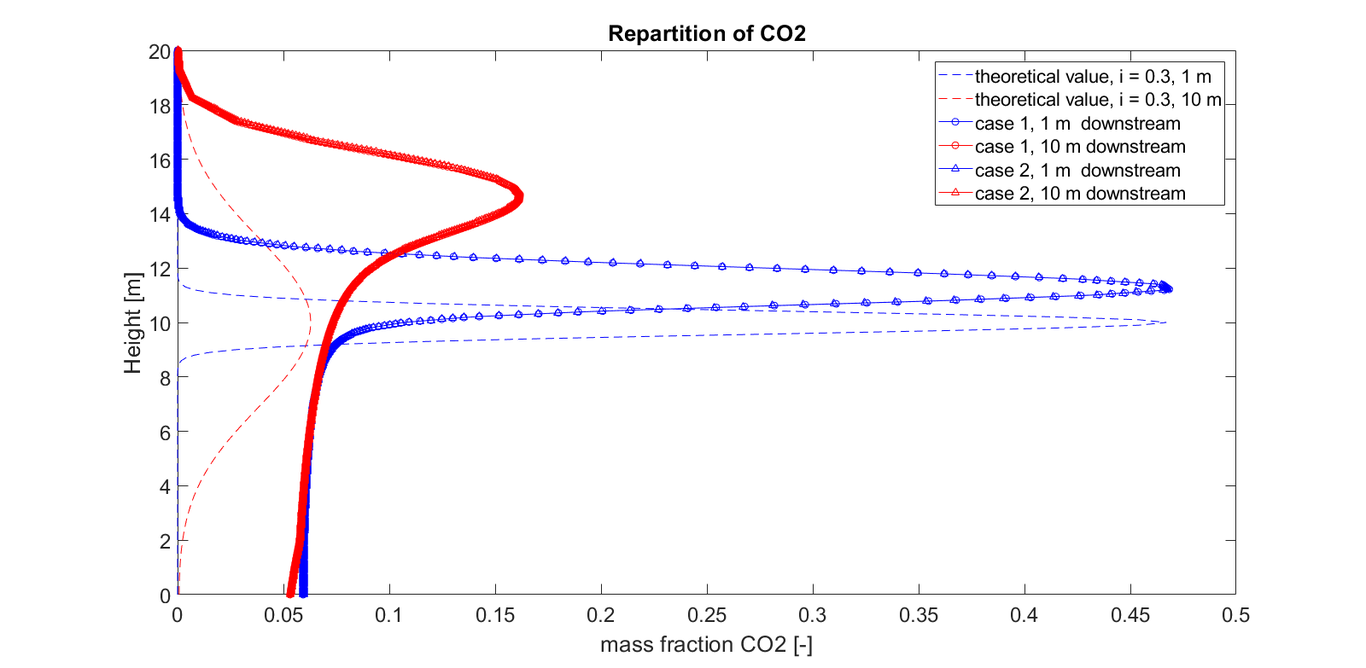 Repartition of CO2
20
18
16
14
12
10
8
6
4
2
0
Height [m]
theoretical value, i = 0.3, 1 m
theoretical value, i = 0.3, 10 m
case 1, 1 m  downstream
case 1, 10 m downstream
case 2, 1 m  downstream
case 2, 10 m downstream
0 0.05 0.1 0.15 0.2 0.25 0.3 0.35 0.4 0.45 0.5
mass fraction CO2 [-]